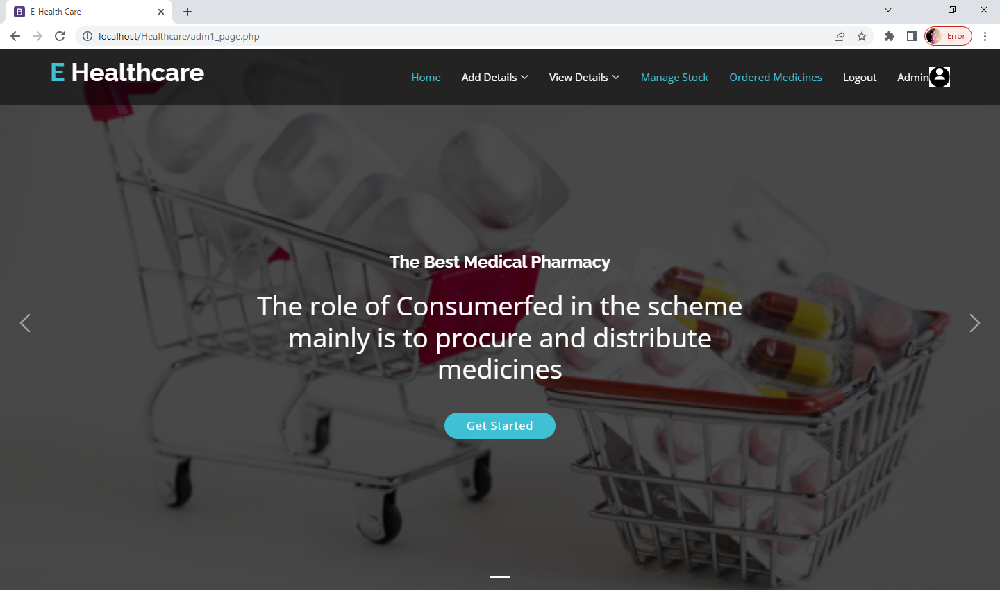 E-Health Care
localhost/Healthcare/adm1_page.php
Error
E Healthcare
Home Add Details View Details Manage Stock Ordered Medicines Logout Admin
The Best Medical Pharmacy
The role of Consumerfed in the scheme
mainly is to procure and distribute
medicines
Get Started